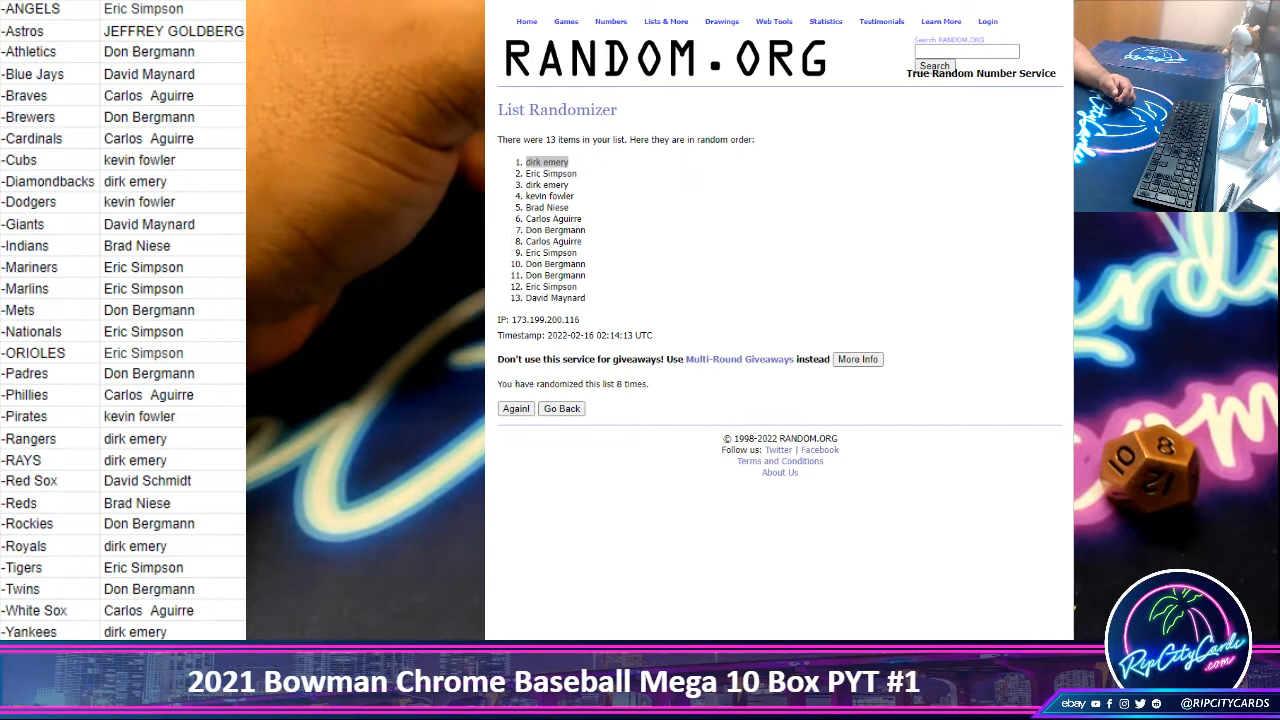 -ANGELS Eric Simpson
-Astros JEFFREY GOLDBERG
-Athletics Don Bergmann
-Blue Jays David Maynard
-Braves Carlos Aguirre
-Brewers Don Bergmann
-Cardinals Carlos Aguirre
-Cubs kevin fowler
-Diamondbacks dirk emery
-Dodgers kevin fowler
-Giants David Maynard
-Indians Brad Niese
-Mariners Eric Simpson
-Marlins Eric Simpson
-Mets Don Bergmann
-Nationals Eric Simpson
-ORIOLES Eric Simpson
-Padres Don Bergmann
-Phillies Carlos Aguirre
-Pirates kevin fowler
-Rangers dirk emery
-RAYS dirk emery
-Red Sox David Schmidt
-Reds Brad Niese
-Rockies Don Bergmann
-Royals dirk emery
-Tigers Eric Simpson
-Twins Don Bergmann
-White Sox Carlos Aguirre
-Yankees dirk emery
Home Games Numbers Lists & More Drawings Web Tools Statistics Testimonials Learn More Login
RANDOM.ORG
Search RANDOM.ORG
Search
True Random Number Service
List Randomizer
There were 13 items in your list. Here they are in random order:
1. dirk emery
2. Eric Simpson
3. dirk emery
4. kevin fowler
5. Brad Niese
6. Carlos Aguirre
7. Don Bergmann
8. Carlos Aguirre
9. Eric Simpson
10. Don Bergmann
11. Don Bergmann
12. Eric Simpson
13. David Maynard
IP: 173.199.200.116
Timestamp: 2022-02-16 02:14:13 UTC
Don't use this service for giveaways! Use Multi-Round Giveaways instead More Info
You have randomized this list 8 times.
Again! Go Back
© 1998-2022 RANDOM.ORG
Follow us: Twitter | Facebook
Terms and Conditions
About Us
10 8
21
RipCityCards
.com
2021 Bowman Chrome Baseball Mega 10 Box PYT #1
ebay @RIPCITYCARDS